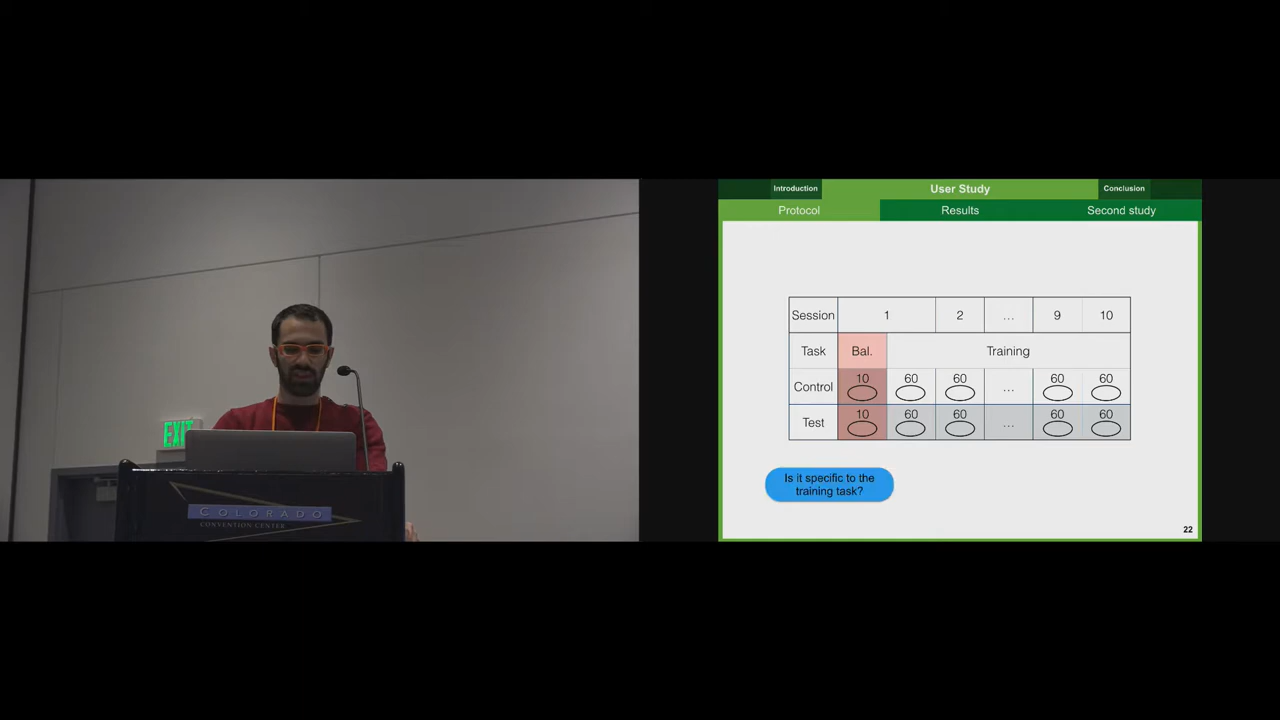 EXIT
COLORADO
CONVENTION CENTER
Introduction User Study Conclusion
Protocol Results Second study
Session 1 2 ... 9 10
Task Bal. Training
Control 10 60 60 ... 60 60
Test 10 60 60 ... 60 60
Is it specific to the
training task?
22